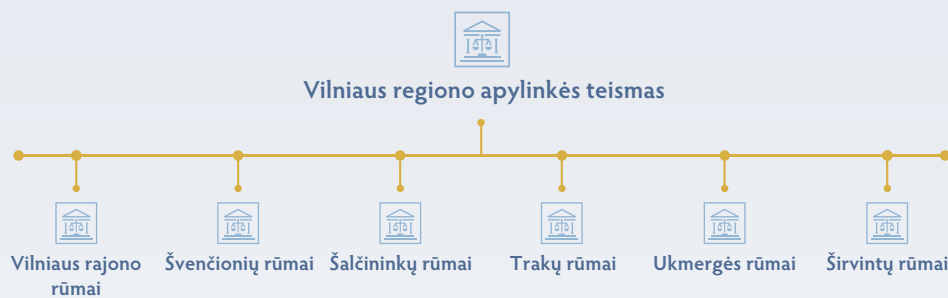 Vilniaus regiono apylinkės teismas
Vilniaus rajono
rūmai
Švenčionių rūmai
Šalčininkų rūmai
Trakų rūmai
Ukmergės rūmai
Širvintų rūmai